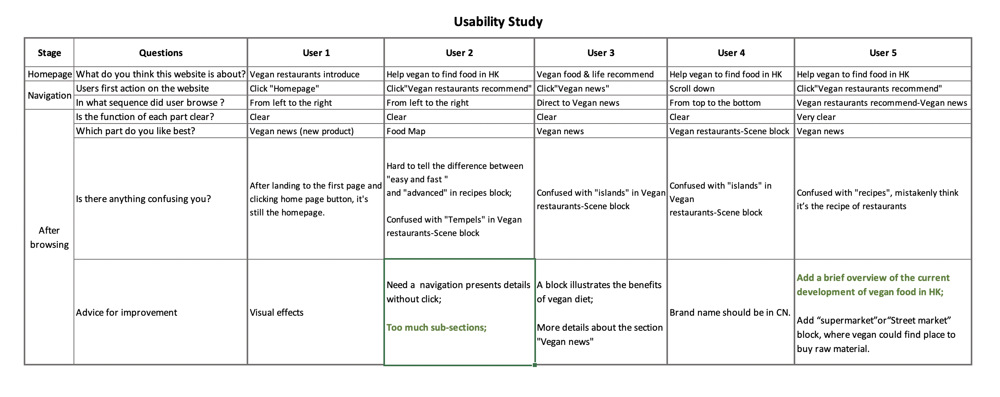 Usability Study
Stage Questions User 1 User 2 User 3 User 4 User 5
Homepage What do you think this website is about? Vegan restaurants introduce Help vegan to find food in HK Vegan food & life recommend Help vegan to find food in HK Help vegan to find food in HK
Navigation
Users first action on the website Click "Homepage" Click"Vegan restaurants recommend" Click"Vegan news" Scroll down Click"Vegan restaurants recommend"
In what sequence did user browse ? From left to the right From left to the right Direct to Vegan news From top to the bottom Vegan restaurants recommend-Vegan news
After
browsing
Is the function of each part clear? Clear Clear Clear Clear Very clear
Which part do you like best? Vegan news (new product) Food Map Vegan news Vegan restaurants-Scene block Vegan news
Is there anything confusing you?
After landing to the first page and
clicking home page button, it's
still the homepage.
Hard to tell the difference between
"easy and fast "
and "advanced" in recipes block;
Confused with "Tempels" in Vegan
restaurants-Scene block
Confused with "islands" in Vegan
restaurants-Scene block
Confused with "islands" in
Vegan
restaurants-Scene block
Confused with "recipes", mistakenly think
it’s the recipe of restaurants
Advice for improvement
Visual effects
Need a  navigation presents details
without click;
Too much sub-sections;
A block illustrates the benefits
of vegan diet;
More details about the section
"Vegan news"
Brand name should be in CN.
Add a brief overview of the current
development of vegan food in HK;
Add “supermarket”or“Street market”
block, where vegan could find place to
buy raw material.